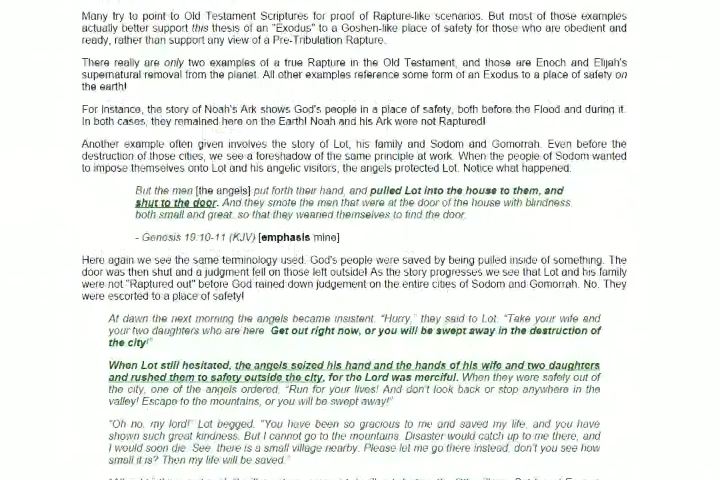 Many try to point to Old Testament Scriptures for proof of Rapture-like scenarios. But most of those examples
actually better support this thesis of an "Exodus" to a Goshen-like place of safety for those who are obedient and
ready, rather than support any view of a Pre-Tribulation Rapture.
There really are only two examples of a true Rapture in the Old Testament, and those are Enoch and Elijah's
supernatural removal from the planet. All other examples reference some form of an Exodus to a place of safety on
the earth!
For Instance, the story of Noah's Ark shows God's people in a place of safety, both before the Flood and during it.
In both cases, they remained here on the Earth! Noah and his Ark were not Raptured!
Another example often given involves the story of Lot, his family and Sodom and Gomorrah. Even before the
destruction of those cities, we see a foreshadow of the same principle at work. When the people of Sodom wanted
to impose themselves onto Lot and his angelic visitors, the angels protected Lot. Notice what happened:
But the men [the angels] put forth their hand, and pulled Lot into the house to them, and
shut to the door. And they smote the men that were at the door of the house with blindness,
both small and great: so that they wearied themselves to find the door.
- Genesis 19:10-11 (KJV) [emphasis mine]
Here again we see the same terminology used. God's people were saved by being pulled inside of something. The
door was then shut and a judgment fell on those left outside! As the story progresses we see that Lot and his family
were not "Raptured out" before God rained down judgement on the entire cities of Sodom and Gomorrah. No. They
were escorted to a place of safety!
At dawn the next morning the angels became insistent. "Hurry," they said to Lot. "Take your wife and
your two daughters who are here. Get out right now, or you will be swept away in the destruction of
the city!"
When Lot still hesitated, the angels seized his hand and the hands of his wife and two daughters
and rushed them to safety outside the city, for the Lord was merciful. When they were safely out of
the city, one of the angels ordered, "Run for your lives! And don't look back or stop anywhere in the
valley! Escape to the mountains, or you will be swept away!"
"Oh no, my lord!" Lot begged. "You have been so gracious to me and saved my life, and you have
shown such great kindness. But I cannot go to the mountains. Disaster would catch up to me there, and
I would soon die. See, there is a small village nearby. Please let me go there instead; don't you see how
small it is? Then my life will be saved."